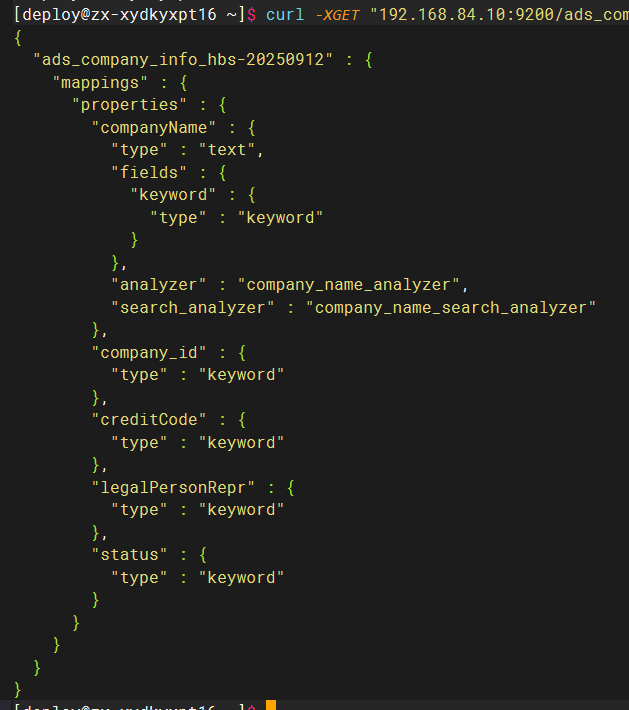 [deploy@zx-xydkyxpt16 ~]$ curl -XGET "192.168.84.10:9200/ads_com
{
  "ads_company_info_hbs-20250912" : {
    "mappings" : {
      "properties" : {
        "companyName" : {
          "type" : "text",
          "fields" : {
            "keyword" : {
              "type" : "keyword"
            }
          },
          "analyzer" : "company_name_analyzer",
          "search_analyzer" : "company_name_search_analyzer"
        },
        "company_id" : {
          "type" : "keyword"
        },
        "creditCode" : {
          "type" : "keyword"
        },
        "legalPersonRepr" : {
          "type" : "keyword"
        },
        "status" : {
          "type" : "keyword"
        }
      }
    }
  }
}
[deploy@zx-xydkyxpt16 ~]$